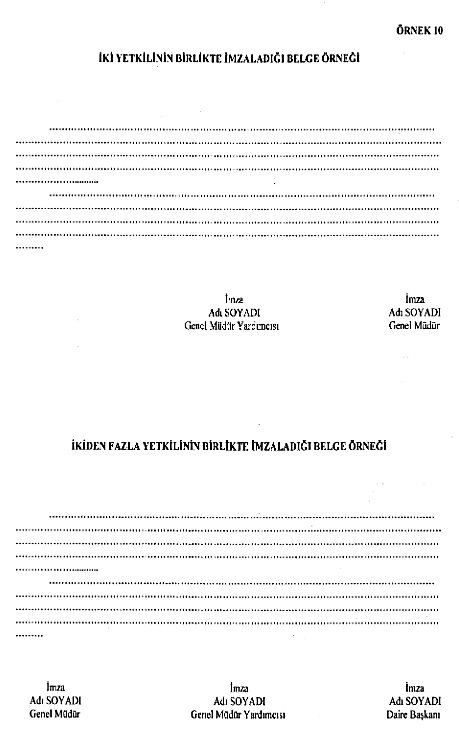 ÖRNEK 10
İKİ YETKİLİNİN BİRLİKTE İMZALADIĞI BELGE ÖRNEĞİ
İmza İmza
Adı SOYADI Adı SOYADI
Genel Müdür Yardımcısı Genel Müdür
İKİDEN FAZLA YETKİLİNİN BİRLİKTE İMZALADIĞI BELGE ÖRNEĞİ
İmza İmza İmza
Adı SOYADI Adı SOYADI Adı SOYADI
Genel Müdür Genel Müdür Yardımcısı Daire Başkanı